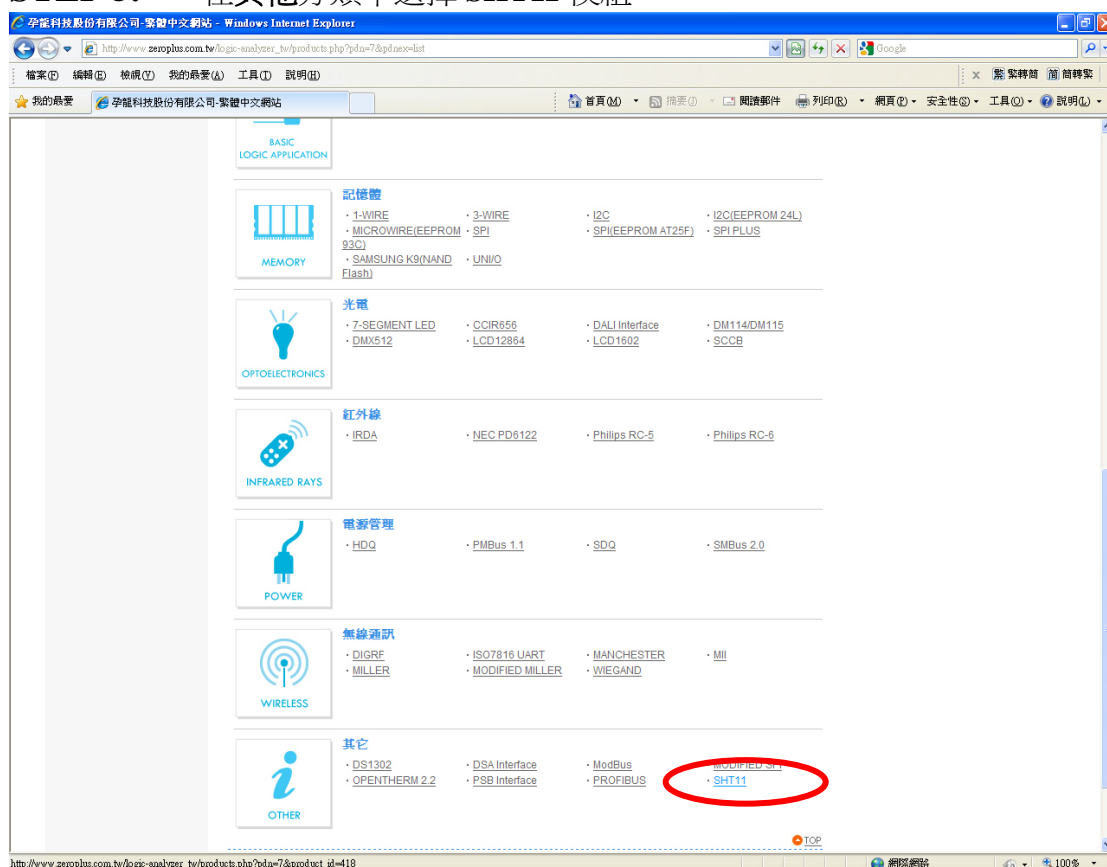 孕龍科技股份有限公司-繁體中文網站 - Windows Internet Explorer
http://www.zeroplus.com.tw/logic-analyzer_tw/products.php?pdn=7&pdnex=list
Google
檔案(F) 編輯(E) 檢視(V) 我的最愛(A) 工具(T) 說明(H)
x 繁 繁轉簡 簡 簡轉繁
我的最愛 孕龍科技股份有限公司-繁體中文網站
首頁(M) 摘要(J) 閱讀郵件 列印(R) 網頁(P) 安全性(S) 工具(O) 說明(L)
BASIC
LOGIC APPLICATION
記憶體
· 1-WIRE · 3-WIRE · I2C · I2C(EEPROM 24L)
· MICROWIRE(EEPROM 93C) · SPI · SPI(EEPROM AT25F) · SPI PLUS
· SAMSUNG K9(NAND Flash) · UNI/O
MEMORY
光電
· 7-SEGMENT LED · CCIR656 · DALI Interface · DM114/DM115
· DMX512 · LCD12864 · LCD1602 · SCCB
OPTOELECTRONICS
紅外線
· IRDA · NEC PD6122 · Philips RC-5 · Philips RC-6
INFRARED RAYS
電源管理
· HDQ · PMBus 1.1 · SDQ · SMBus 2.0
POWER
無線通訊
· DIGRF · ISO7816 UART · MANCHESTER · MII
· MILLER · MODIFIED MILLER · WIEGAND
WIRELESS
其它
· DS1302 · DSA Interface · ModBus · MODIFIED SPI
· OPENTHERM 2.2 · PSB Interface · PROFIBUS · SHT11
OTHER
TOP
http://www.zeroplus.com.tw/logic-analyzer_tw/products.php?pdn=7&product_id=418
網際網路 100%